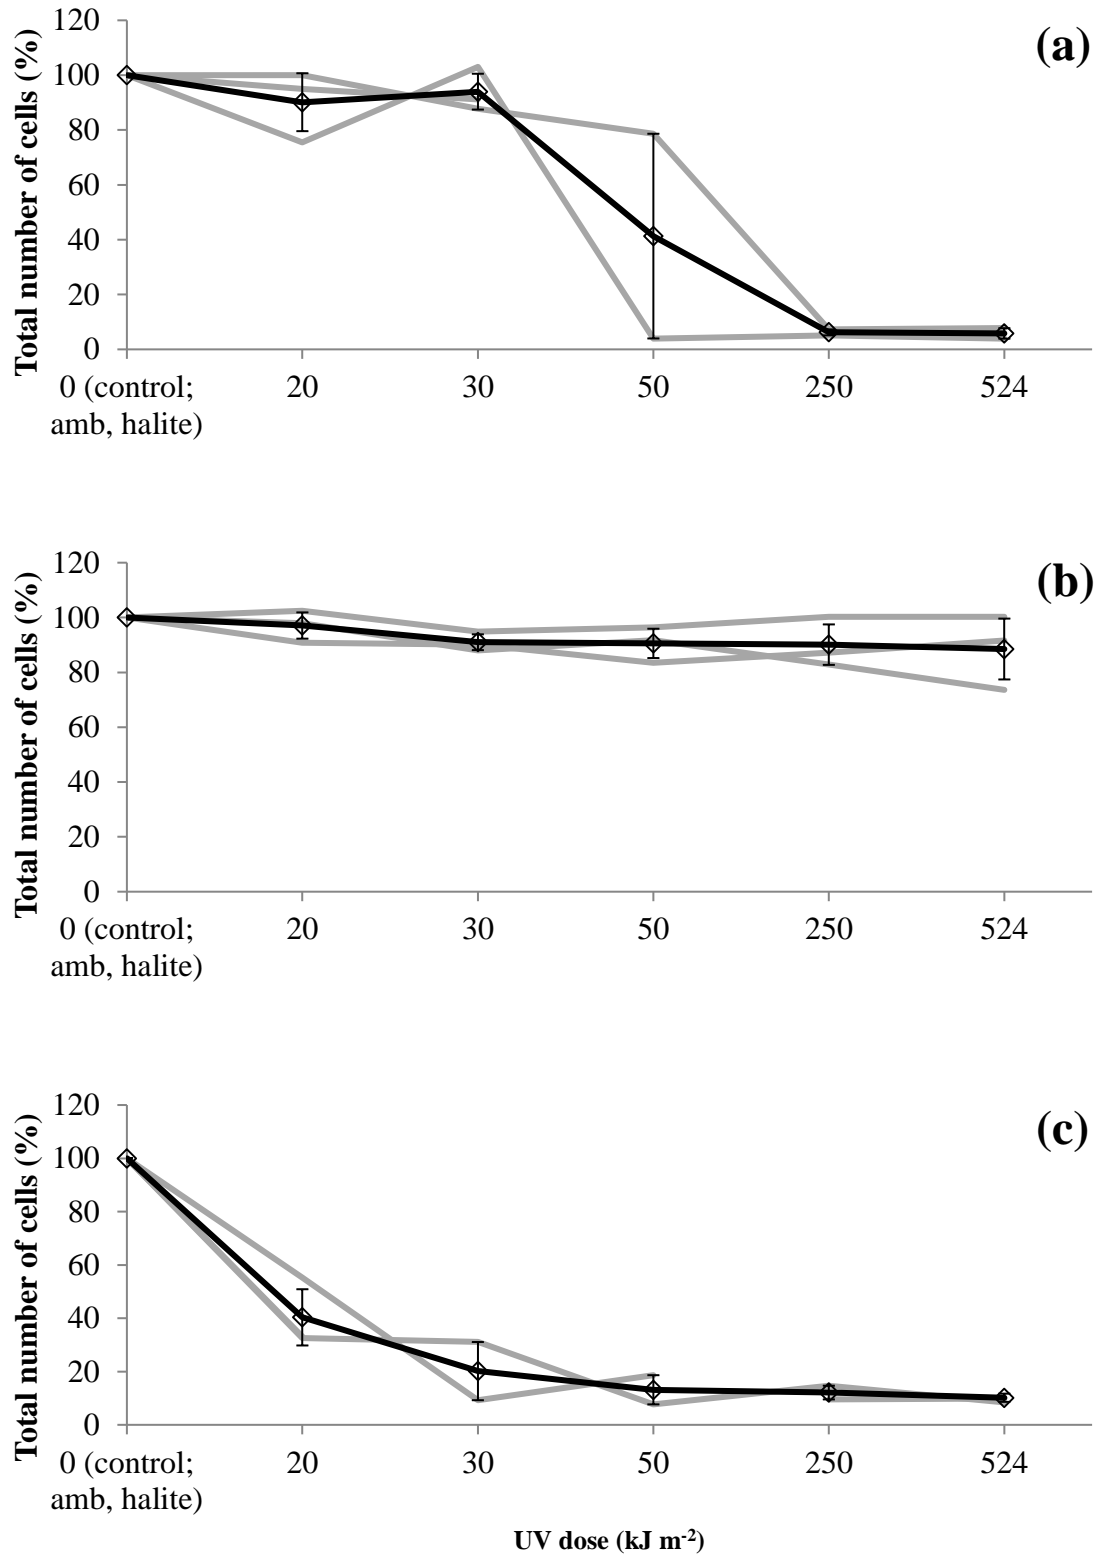 (a)
Total number of cells (%)
120
100
80
60
40
20
0
0 (control; 20 30 50 250 524
amb, halite)
(b)
Total number of cells (%)
120
100
80
60
40
20
0
0 (control; 20 30 50 250 524
amb, halite)
(c)
Total number of cells (%)
120
100
80
60
40
20
0
0 (control; 20 30 50 250 524
amb, halite)
UV dose (kJ m⁻²)